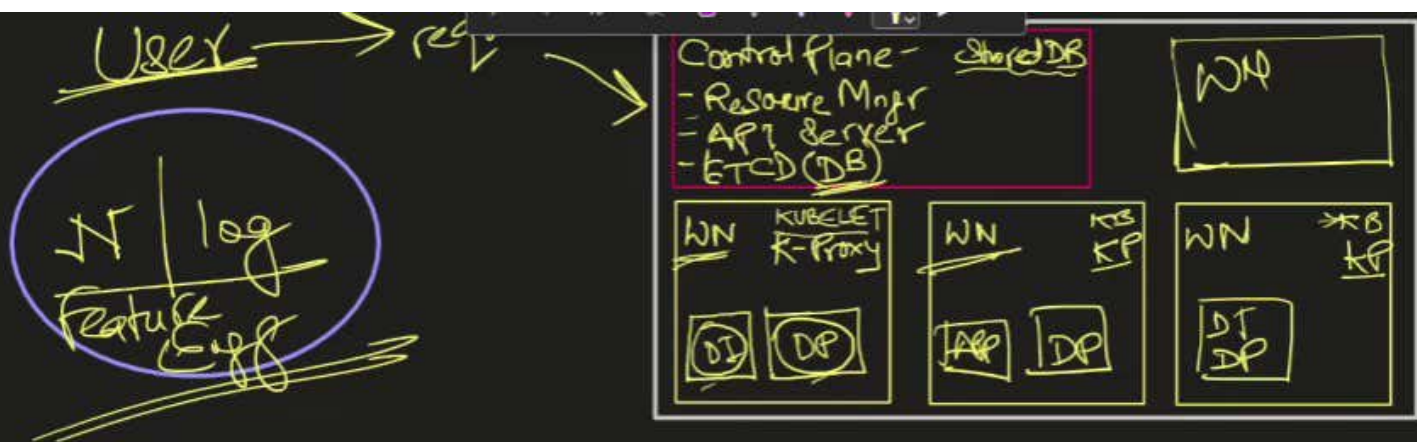 User → req
Control Plane - Shared DB
- Resource Mngr
- API Server
- ETCD (DB)
WN
N | log
Feature
Engg
WN KUBELET
K-Proxy
DI DP
WN KB
KP
APP DP
WN KB
KP
DI
DP